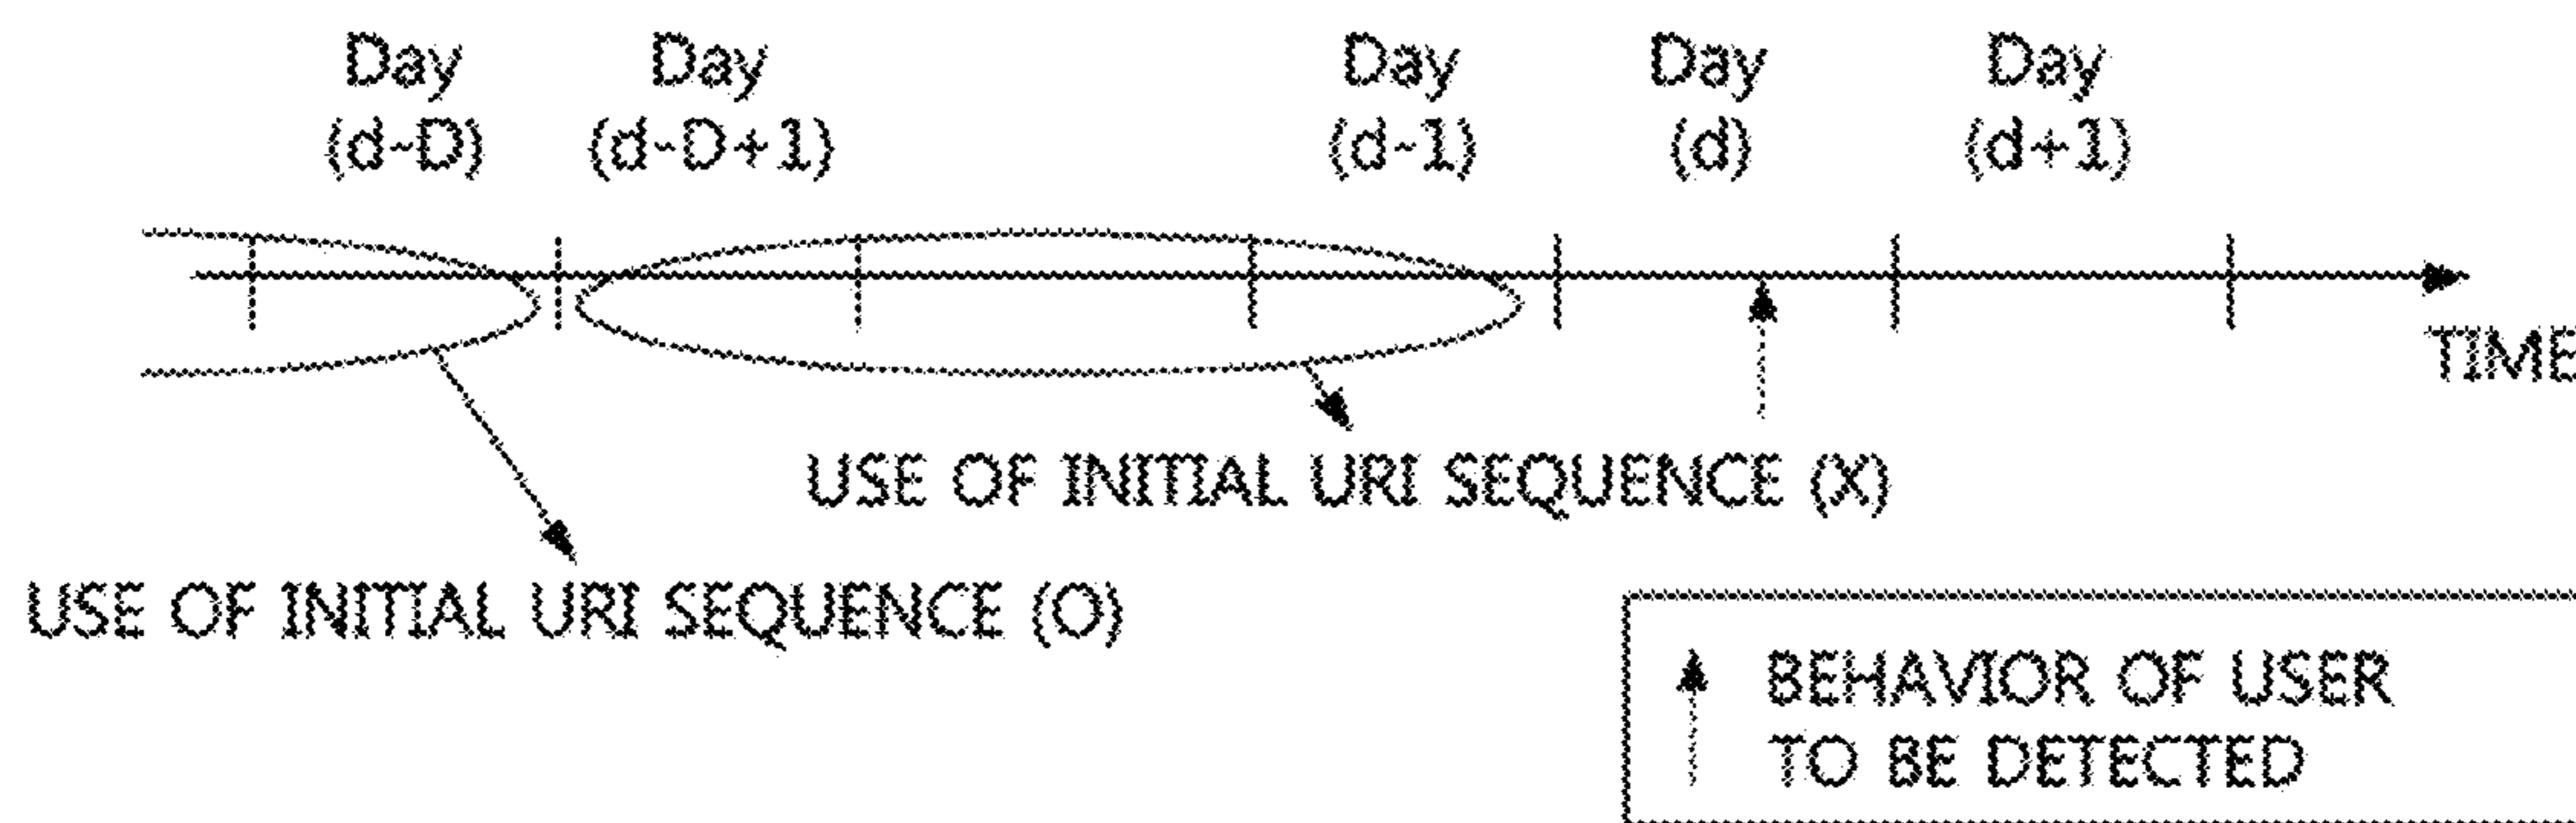 Day Day Day Day Day
(d-D) (d-D+1) (d-1) (d) (d+1)
TIME
USE OF INITIAL URI SEQUENCE (X)
USE OF INITIAL URI SEQUENCE (O)
BEHAVIOR OF USER
TO BE DETECTED